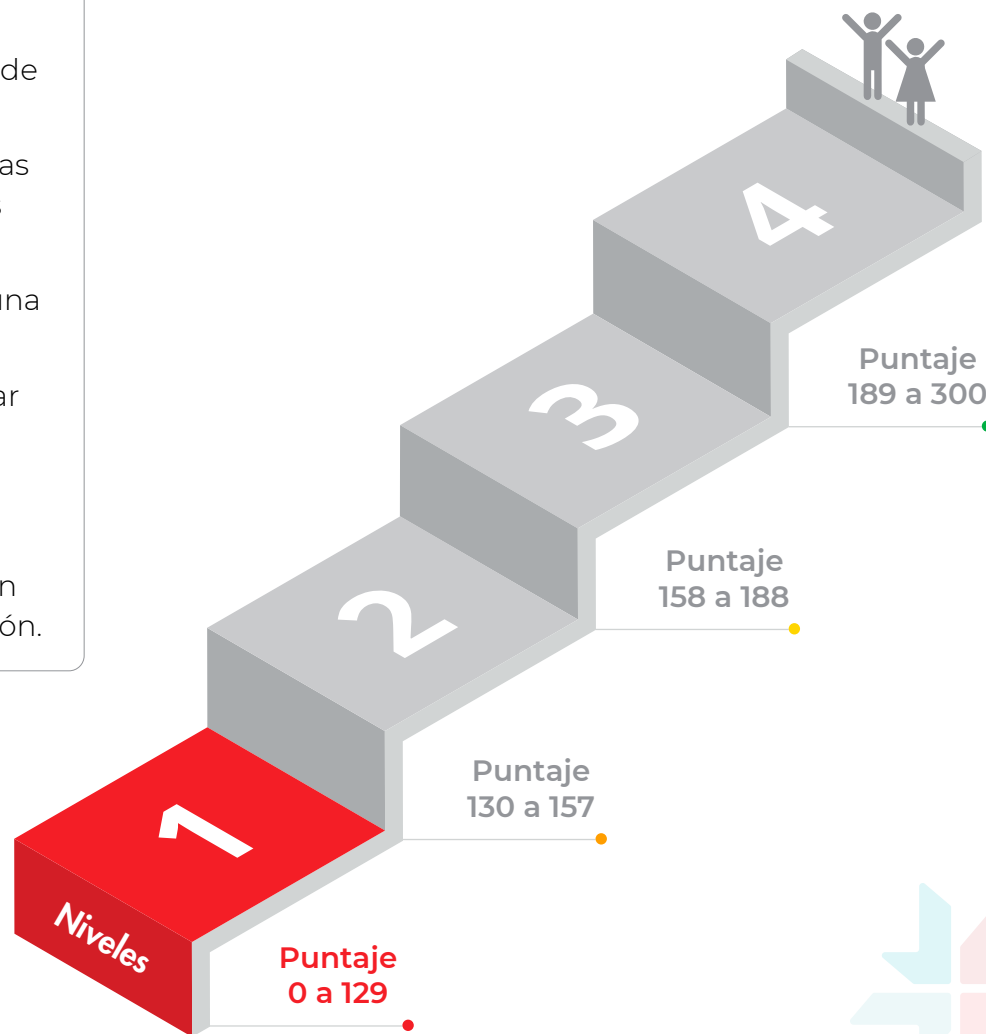 de
as
una
ar
n
ón.
4
Puntaje
189 a 300
3
Puntaje
158 a 188
2
Puntaje
130 a 157
1
Niveles
Puntaje
0 a 129